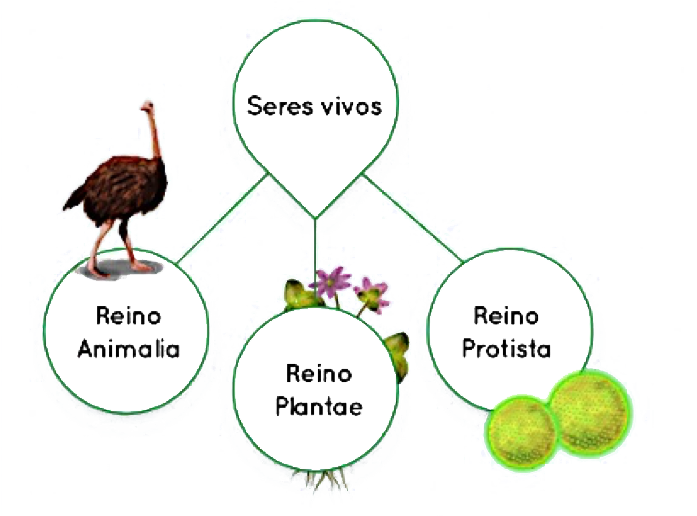 Seres vivos
Reino
Animalia
Reino
Plantae
Reino
Protista